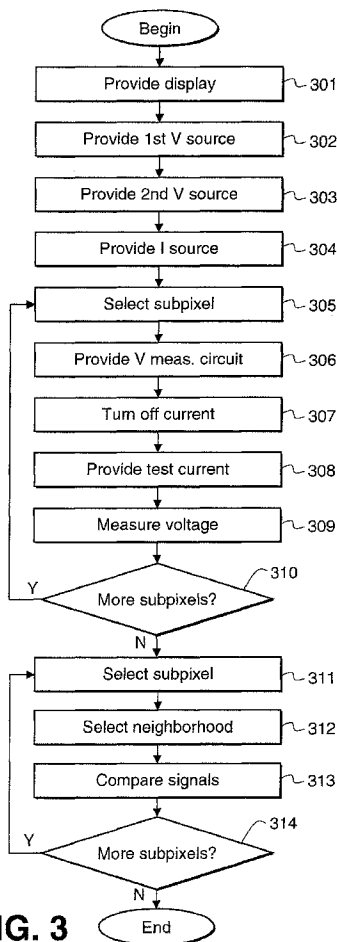 Begin
Provide display
301
Provide 1st V source
302
Provide 2nd V source
303
Provide I source
304
Select subpixel
305
Provide V meas. circuit
306
Turn off current
307
Provide test current
308
Measure voltage
309
310
Y
More subpixels?
N
Select subpixel
311
Select neighborhood
312
Compare signals
313
314
Y
More subpixels?
N
IG. 3
End